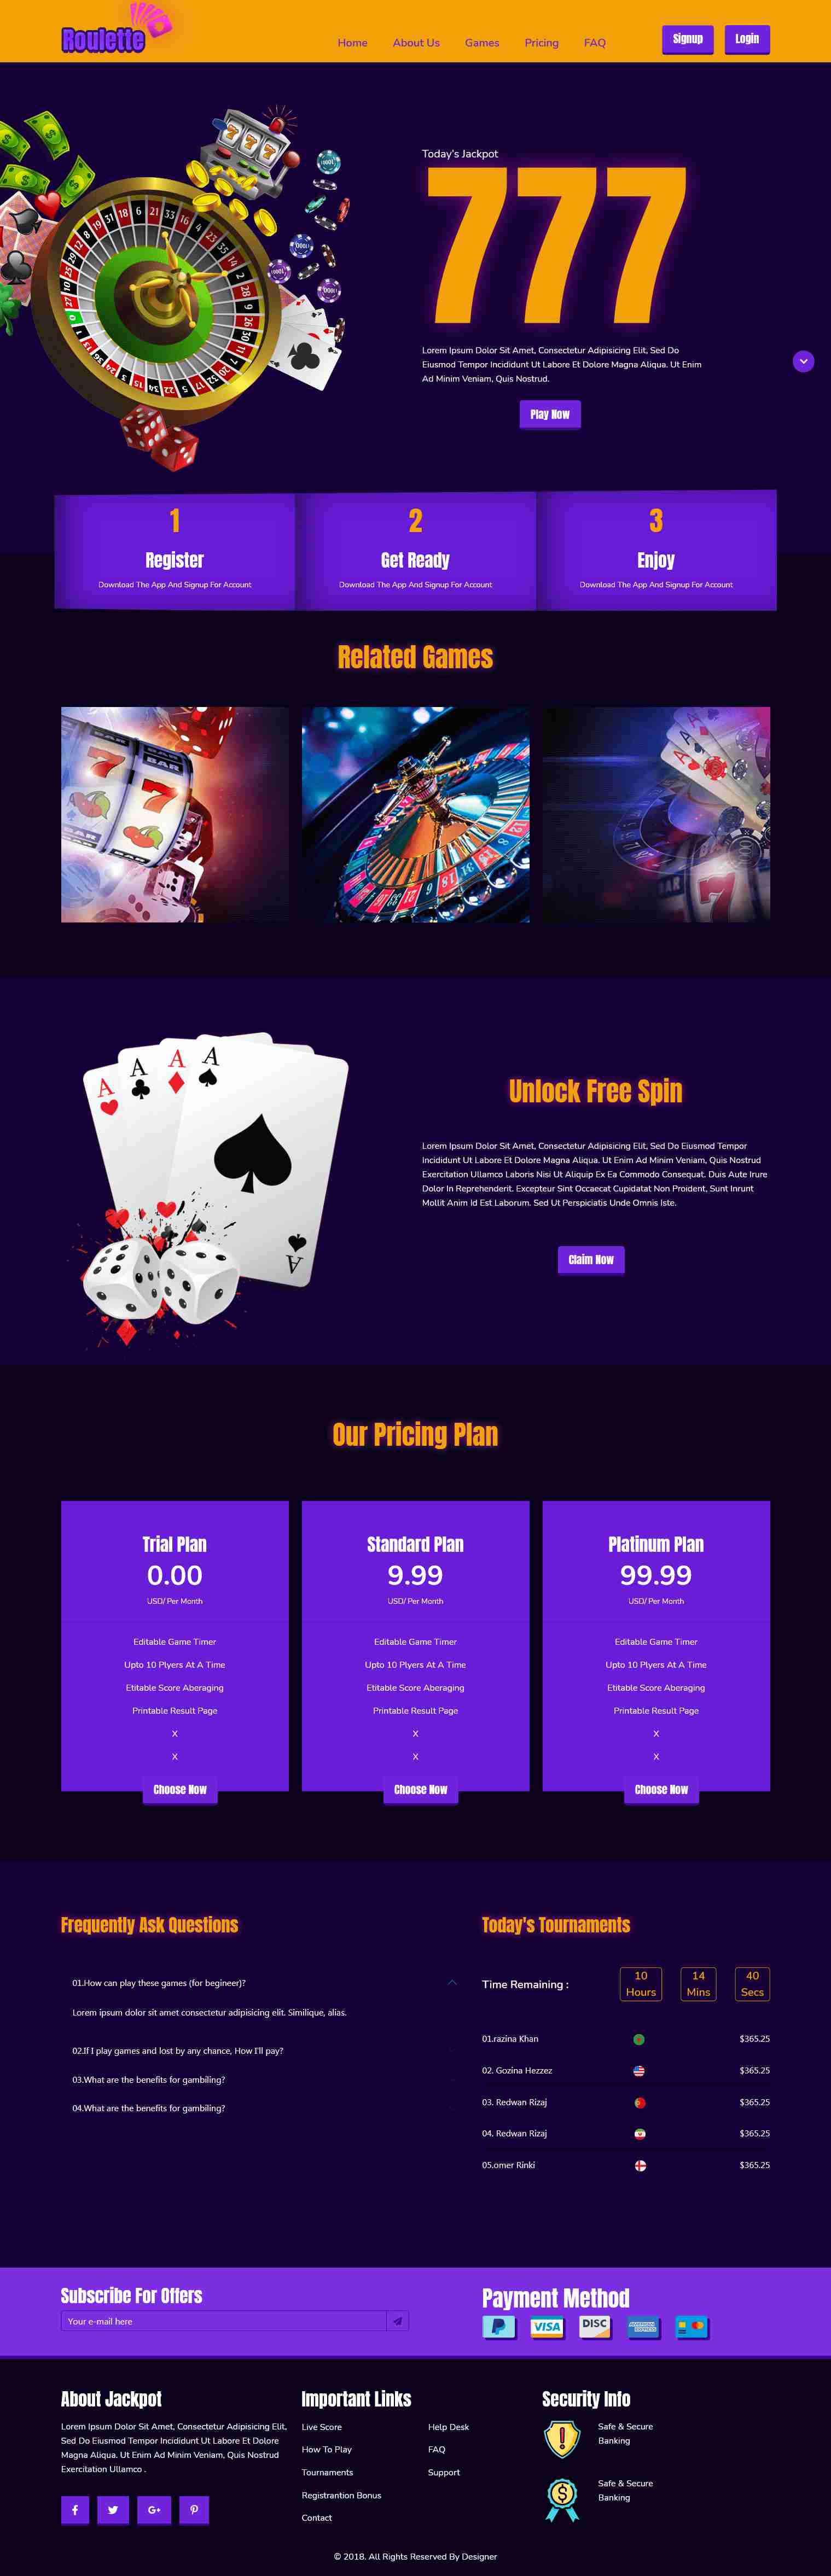 Roulette
Home
About Us
Games
Pricing
FAQ
Signup
Login
Today's Jackpot
777
Lorem Ipsum Dolor Sit Amet, Consectetur Adipisicing Elit, Sed Do
Eiusmod Tempor Incididunt Ut Labore Et Dolore Magna Aliqua. Ut Enim
Ad Minim Veniam, Quis Nostrud.
Play Now
1
Register
Download The App And Signup For Account
2
Get Ready
Download The App And Signup For Account
3
Enjoy
Download The App And Signup For Account
Related Games
Unlock Free Spin
Lorem Ipsum Dolor Sit Amet, Consectetur Adipisicing Elit, Sed Do Eiusmod Tempor
Incididunt Ut Labore Et Dolore Magna Aliqua. Ut Enim Ad Minim Veniam, Quis Nostrud
Exercitation Ullamco Laboris Nisi Ut Aliquip Ex Ea Commodo Consequat. Duis Aute Irure
Dolor In Reprehenderit. Excepteur Sint Occaecat Cupidatat Non Proident, Sunt Inrunt
Mollit Anim Id Est Laborum. Sed Ut Perspiciatis Unde Omnis Iste.
Claim Now
Our Pricing Plan
Trial Plan
0.00
USD/ Per Month
Editable Game Timer
Upto 10 Plyers At A Time
Etitable Score Aberaging
Printable Result Page
X
X
Choose Now
Standard Plan
9.99
USD/ Per Month
Editable Game Timer
Upto 10 Plyers At A Time
Etitable Score Aberaging
Printable Result Page
X
X
Choose Now
Platinum Plan
99.99
USD/ Per Month
Editable Game Timer
Upto 10 Plyers At A Time
Etitable Score Aberaging
Printable Result Page
X
X
Choose Now
Frequently Ask Questions
01.How can play these games (for begineer)?
Lorem ipsum dolor sit amet consectetur adipisicing elit. Similique, alias.
02.If I play games and lost by any chance, How I'll pay?
03.What are the benefits for gambiling?
04.What are the benefits for gambiling?
Today's Tournaments
Time Remaining :
10 Hours
14 Mins
40 Secs
01.razina Khan $365.25
02. Gozina Hezzez $365.25
03. Redwan Rizaj $365.25
04. Redwan Rizaj $365.25
05.omer Rinki $365.25
Subscribe For Offers
Your e-mail here
Payment Method
VISA
DISC
AMERICAN EXPRESS
About Jackpot
Lorem Ipsum Dolor Sit Amet, Consectetur Adipisicing Elit,
Sed Do Eiusmod Tempor Incididunt Ut Labore Et Dolore
Magna Aliqua. Ut Enim Ad Minim Veniam, Quis Nostrud
Exercitation Ullamco .
Important Links
Live Score
How To Play
Tournaments
Registrantion Bonus
Contact
Help Desk
FAQ
Support
Security Info
Safe & Secure
Banking
Safe & Secure
Banking
© 2018. All Rights Reserved By Designer